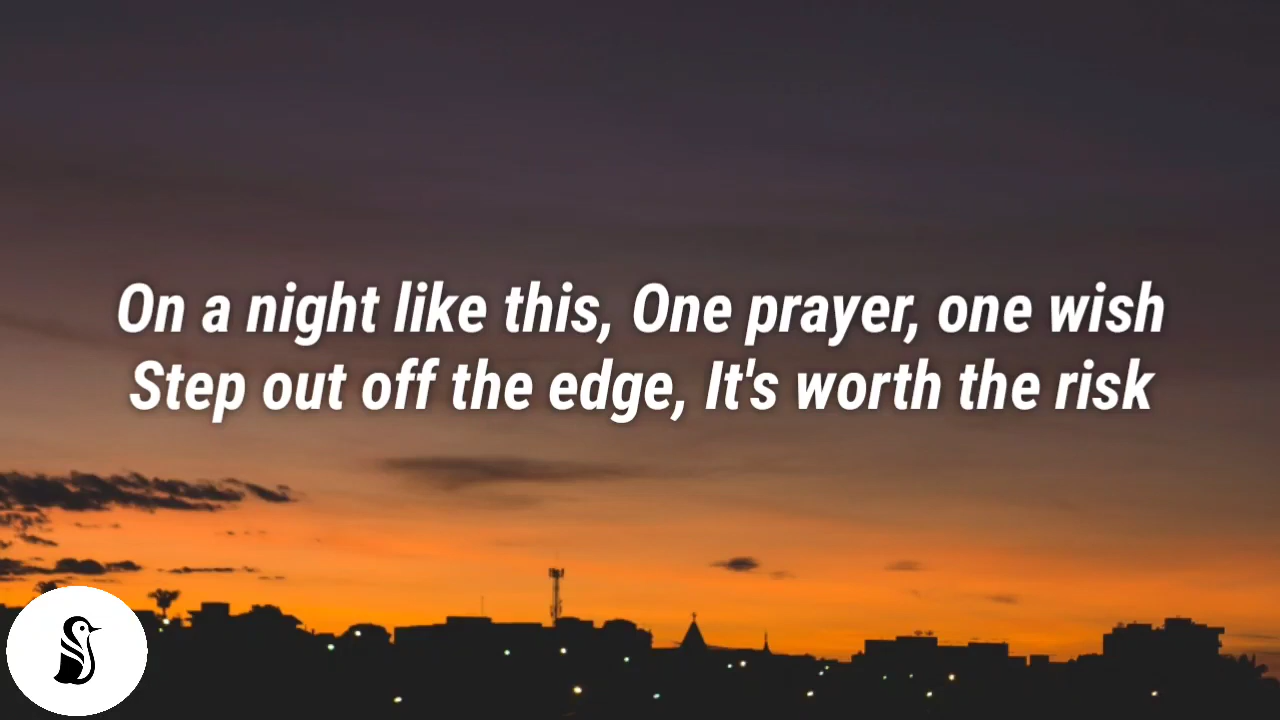 On a night like this, One prayer, one wish
Step out off the edge, It's worth the risk